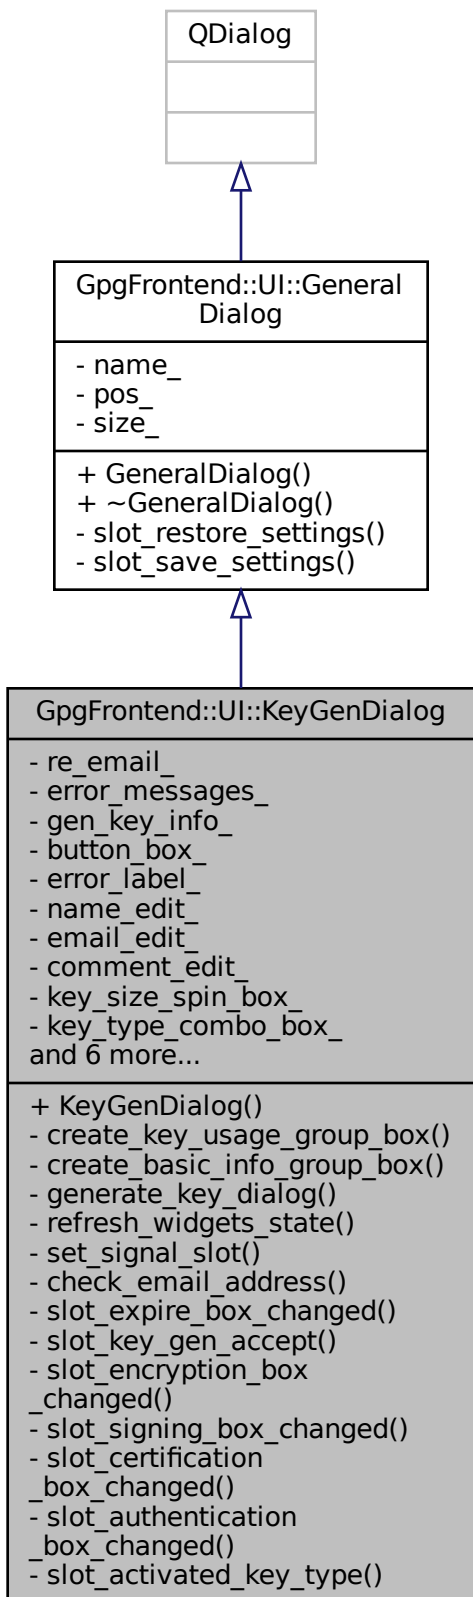 QDialog
GpgFrontend::UI::General
Dialog
- name_
- pos_
- size_
+ GeneralDialog()
+ ~GeneralDialog()
- slot_restore_settings()
- slot_save_settings()
GpgFrontend::UI::KeyGenDialog
- re_email_
- error_messages_
- gen_key_info_
- button_box_
- error_label_
- name_edit_
- email_edit_
- comment_edit_
- key_size_spin_box_
- key_type_combo_box_
and 6 more...
+ KeyGenDialog()
- create_key_usage_group_box()
- create_basic_info_group_box()
- generate_key_dialog()
- refresh_widgets_state()
- set_signal_slot()
- check_email_address()
- slot_expire_box_changed()
- slot_key_gen_accept()
- slot_encryption_box
_changed()
- slot_signing_box_changed()
- slot_certification
_box_changed()
- slot_authentication
_box_changed()
- slot_activated_key_type()